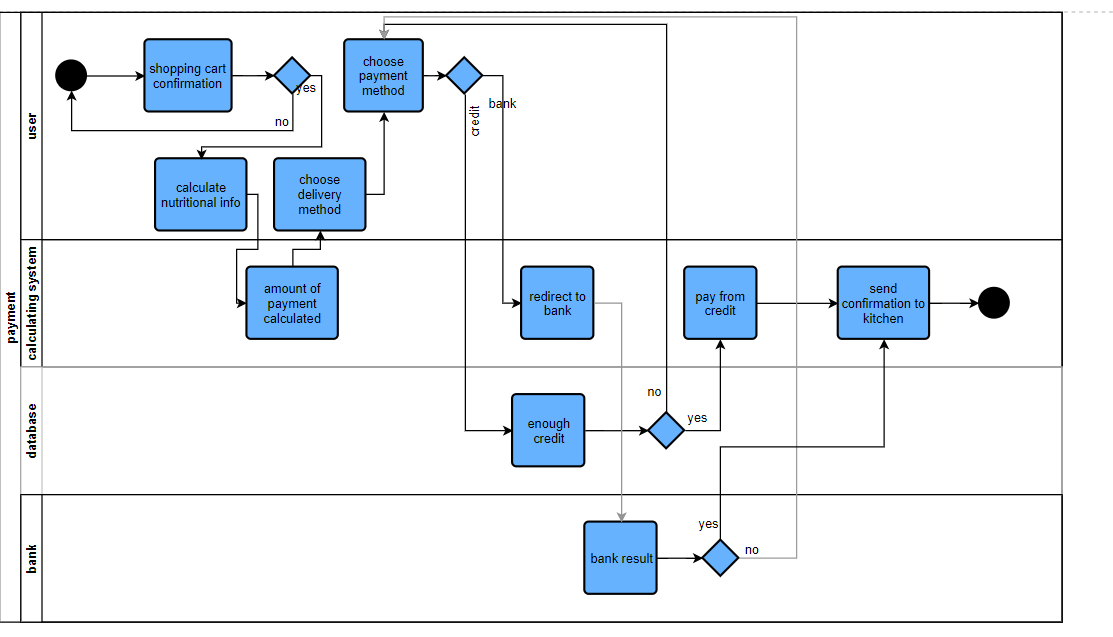 payment
user
shopping cart
confirmation
yes
no
choose
payment
method
credit
bank
calculate
nutritional info
choose
delivery
method
calculating system
amount of
payment
calculated
redirect to
bank
pay from
credit
send
confirmation to
kitchen
database
enough
credit
no
yes
bank
bank result
yes
no